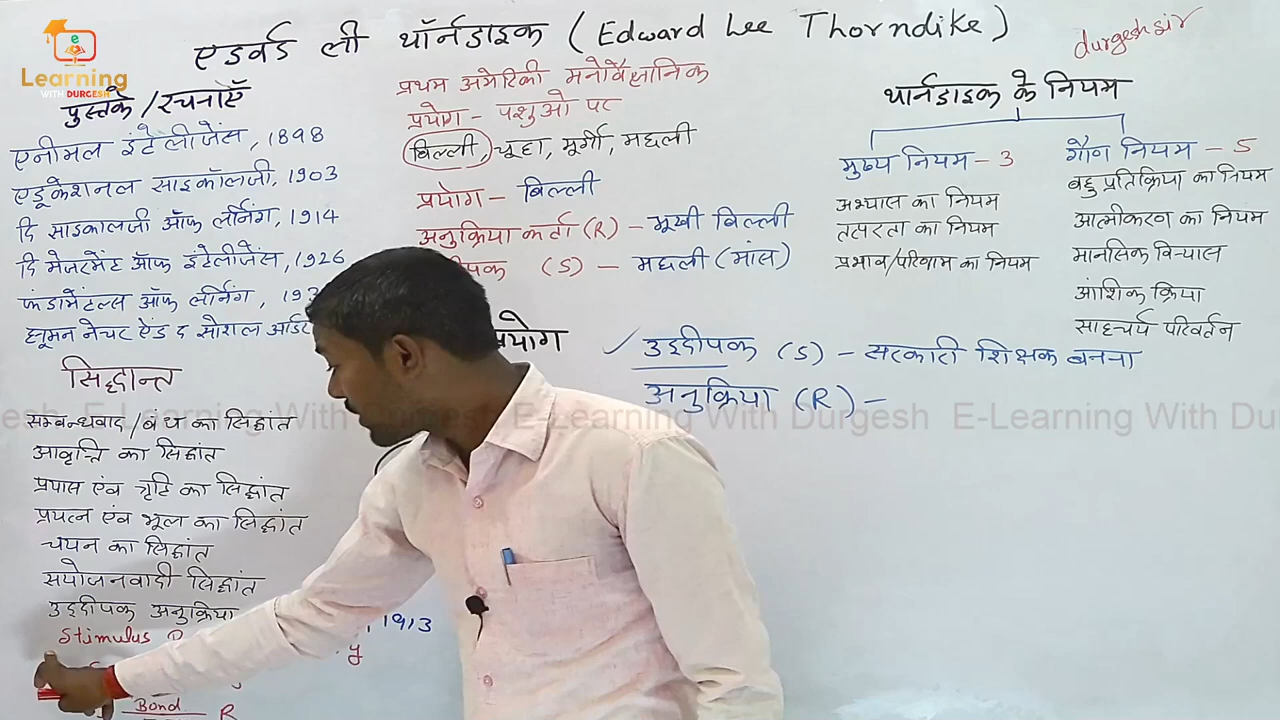 एडवर्ड ली थॉर्नडाइक (Edward Lee Thorndike)
durgesh sir
e
Learning
WITH DURGESH
पुस्तकें/रचनाएँ
एनीमल इंटेलीजेंस, 1898
एडूकेशनल साइकॉलजी, 1903
दि साइकालजी ऑफ लर्निंग, 1914
दि मेजरमेंट ऑफ इंटेलीजेंस, 1926
फंडामेंटल्स ऑफ लर्निंग, 193
ह्यूमन नेचर ऐंड द सोशल आर्डि
सिद्धान्त
सम्बन्धवाद/बंध का सिद्धांत
आवृत्ति का सिद्धांत
प्रयास एंव त्रुटि का सिद्धांत
प्रयत्न एंव भूल का सिद्धांत
चयन का सिद्धांत
सयोजनवादी सिद्धांत
उद्दीपक अनुक्रिया , 1913
Stimulus R y
Bond R
प्रथम अमेरिकी मनोवैज्ञानिक
प्रयोग - पशुओ पर
बिल्ली, चूहा, मूर्गी, मछली
प्रयोग - बिल्ली
अनुक्रिया कर्ता (R) - भूखी बिल्ली
दीपक (S) - मछली (मांस)
प्रयोग
थार्नडाइक के नियम
मुख्य नियम - 3
अभ्यास का नियम
तत्परता का नियम
प्रभाव/परिणाम का नियम
गौण नियम - 5
बहु प्रतिक्रिया का नियम
आत्मीकरण का नियम
मानसिक विन्यास
आंशिक क्रिया
साहचर्य परिवर्तन
✓ उद्दीपक (S) - सरकारी शिक्षक बनना
अनुक्रिया (R) -
esh E-Learning With Durgesh E-Learning With Du